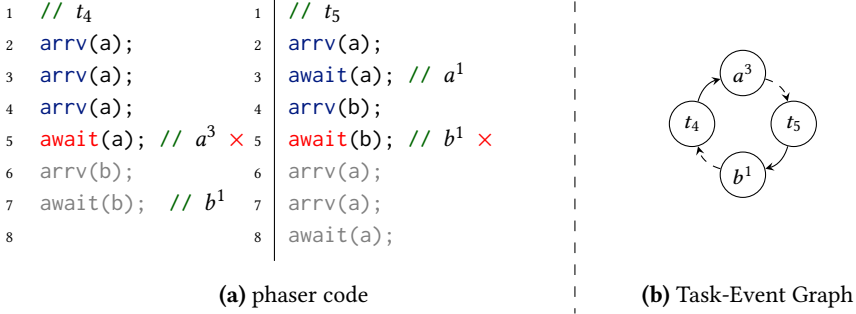 1 // t₄
2 arrv(a);
3 arrv(a);
4 arrv(a);
5 await(a); // a³ ×
6 arrv(b);
7 await(b); // b¹
8
1 // t₅
2 arrv(a);
3 await(a); // a¹
4 arrv(b);
5 await(b); // b¹ ×
6 arrv(a);
7 arrv(a);
8 await(a);
(a) phaser code
a³
t₄ t₅
b¹
(b) Task-Event Graph